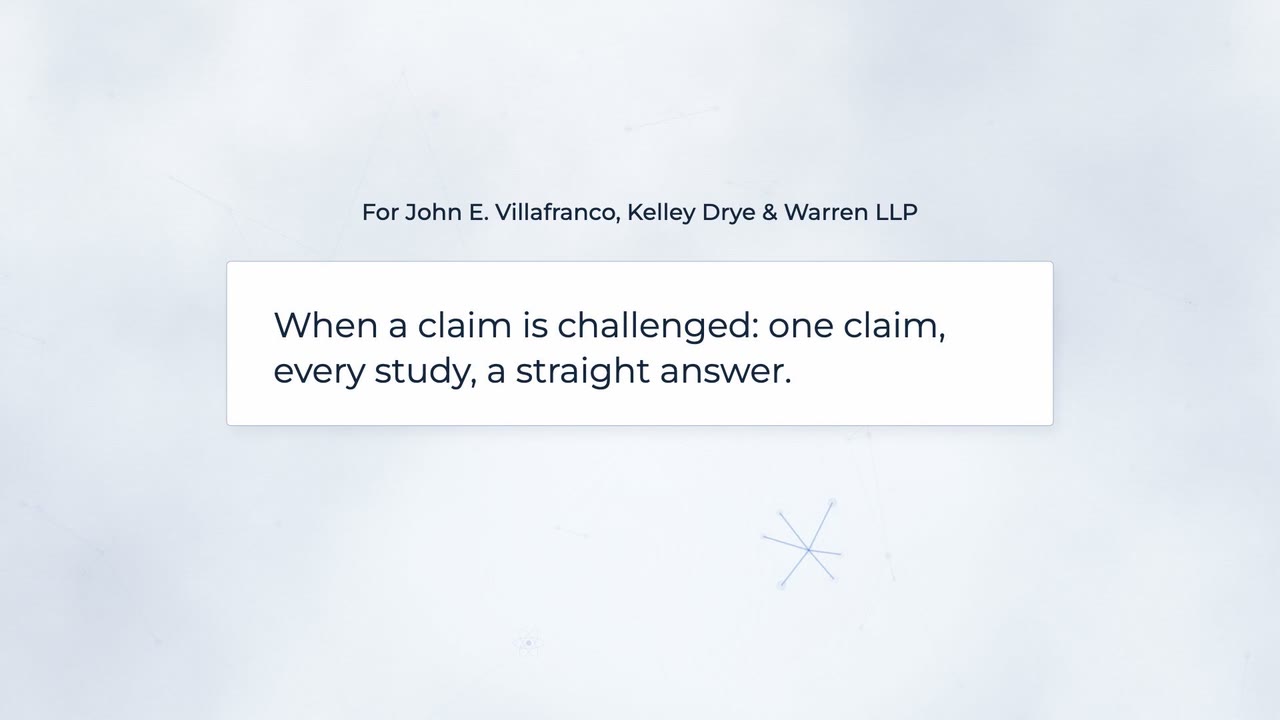 For John E. Villafranco, Kelley Drye & Warren LLP
When a claim is challenged: one claim,
every study, a straight answer.